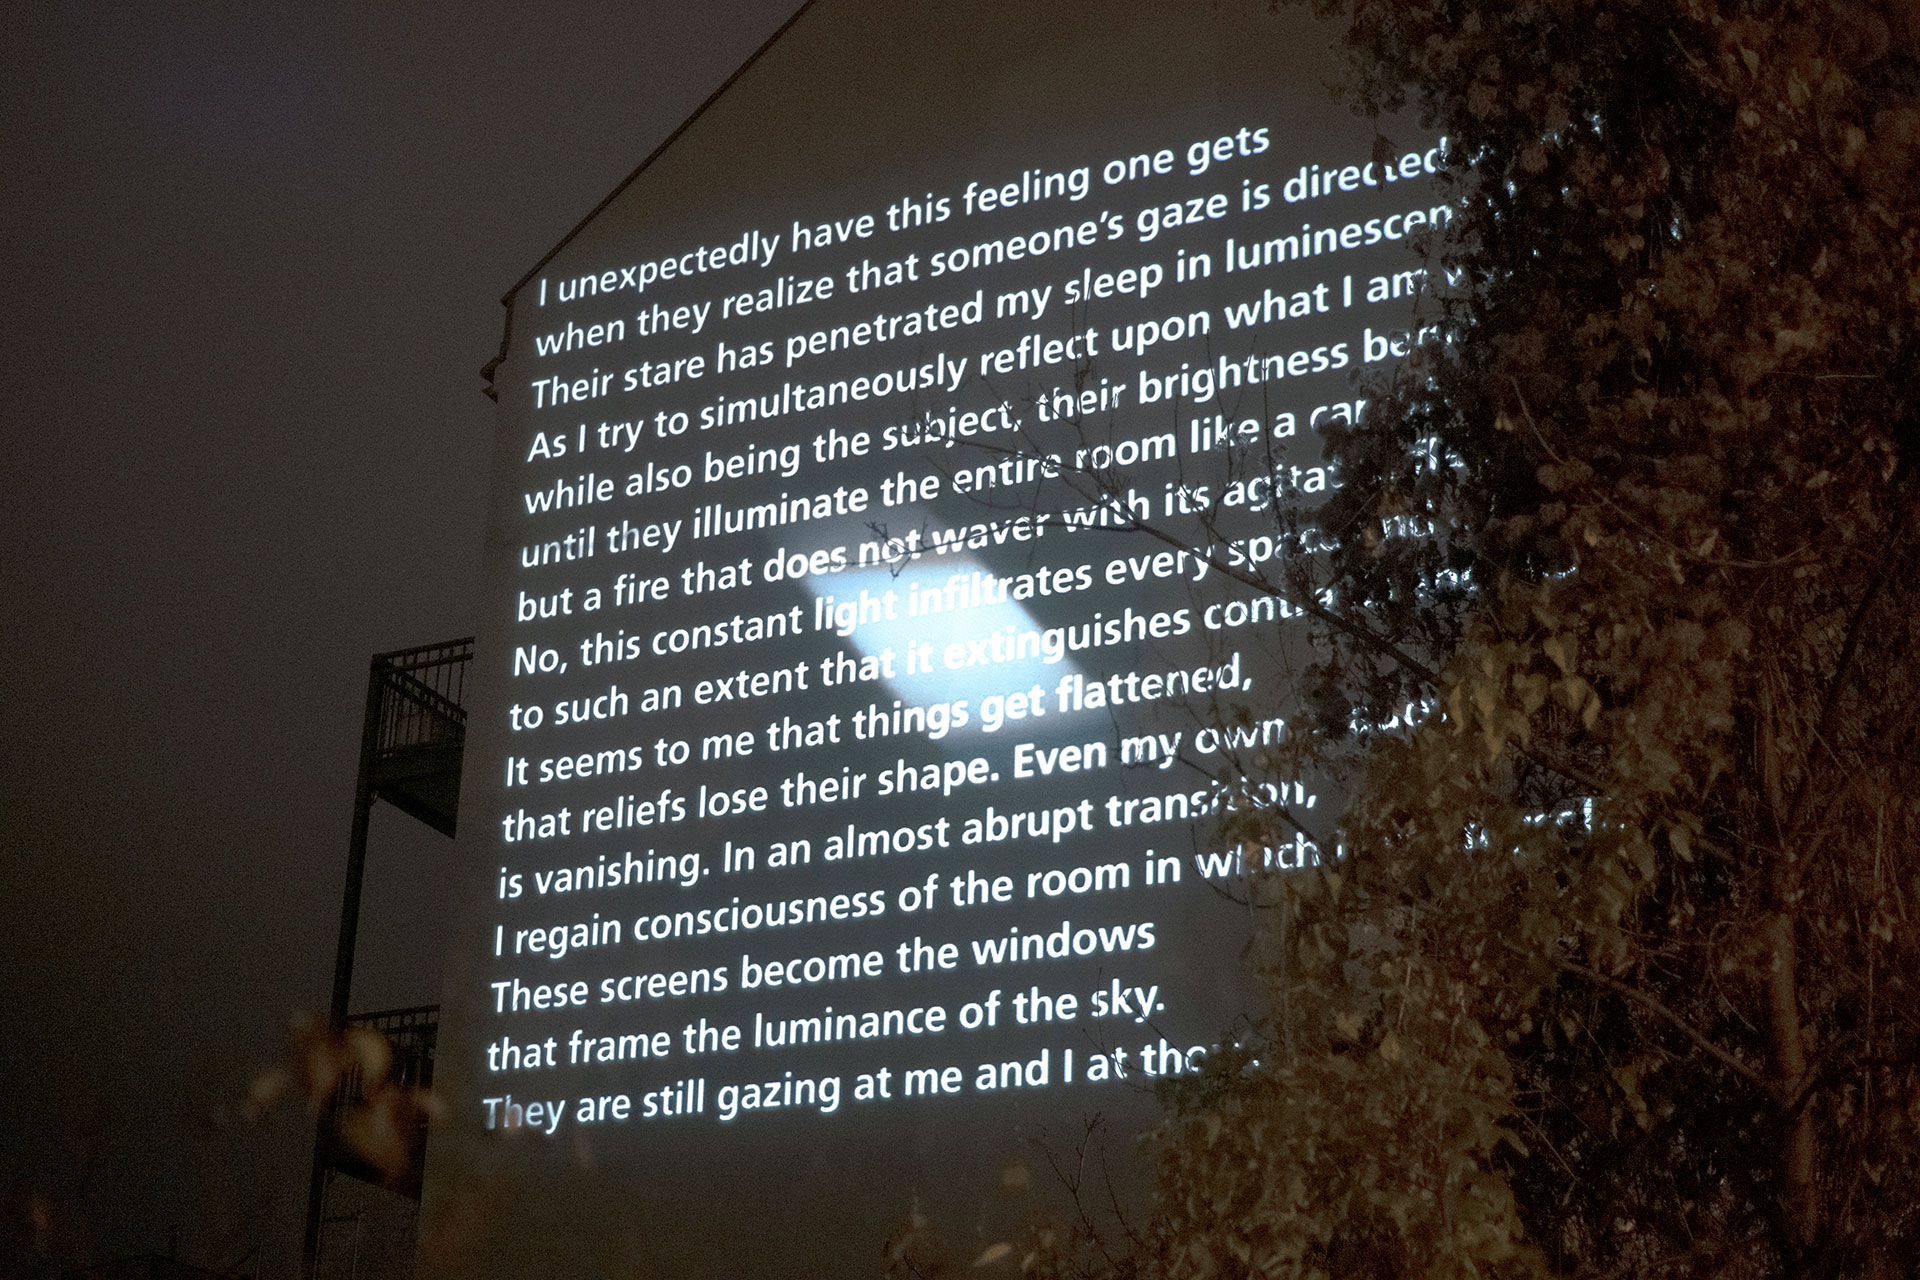 I unexpectedly have this feeling one gets
when they realize that someone's gaze is directed
Their stare has penetrated my sleep in
As I try to simultaneously reflect upon what I am
while also being the subject, their brightness
until they illuminate the entire room like a
but a fire that does not waver with its
No, this constant light infiltrates every
to such an extent that it extinguishes
It seems to me that things get flattened,
that reliefs lose their shape. Even my own
is vanishing. In an almost abrupt transition,
I regain consciousness of the room in which
These screens become the windows
that frame the luminance of the sky.
They are still gazing at me and I at